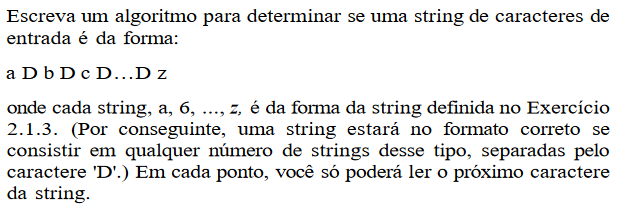 Escreva um algoritmo para determinar se uma string de caracteres de
entrada é da forma:
a D b D c D...D z
onde cada string, a, 6, ..., z, é da forma da string definida no Exercício
2.1.3. (Por conseguinte, uma string estará no formato correto se
consistir em qualquer número de strings desse tipo, separadas pelo
caractere 'D'.) Em cada ponto, você só poderá ler o próximo caractere
da string.